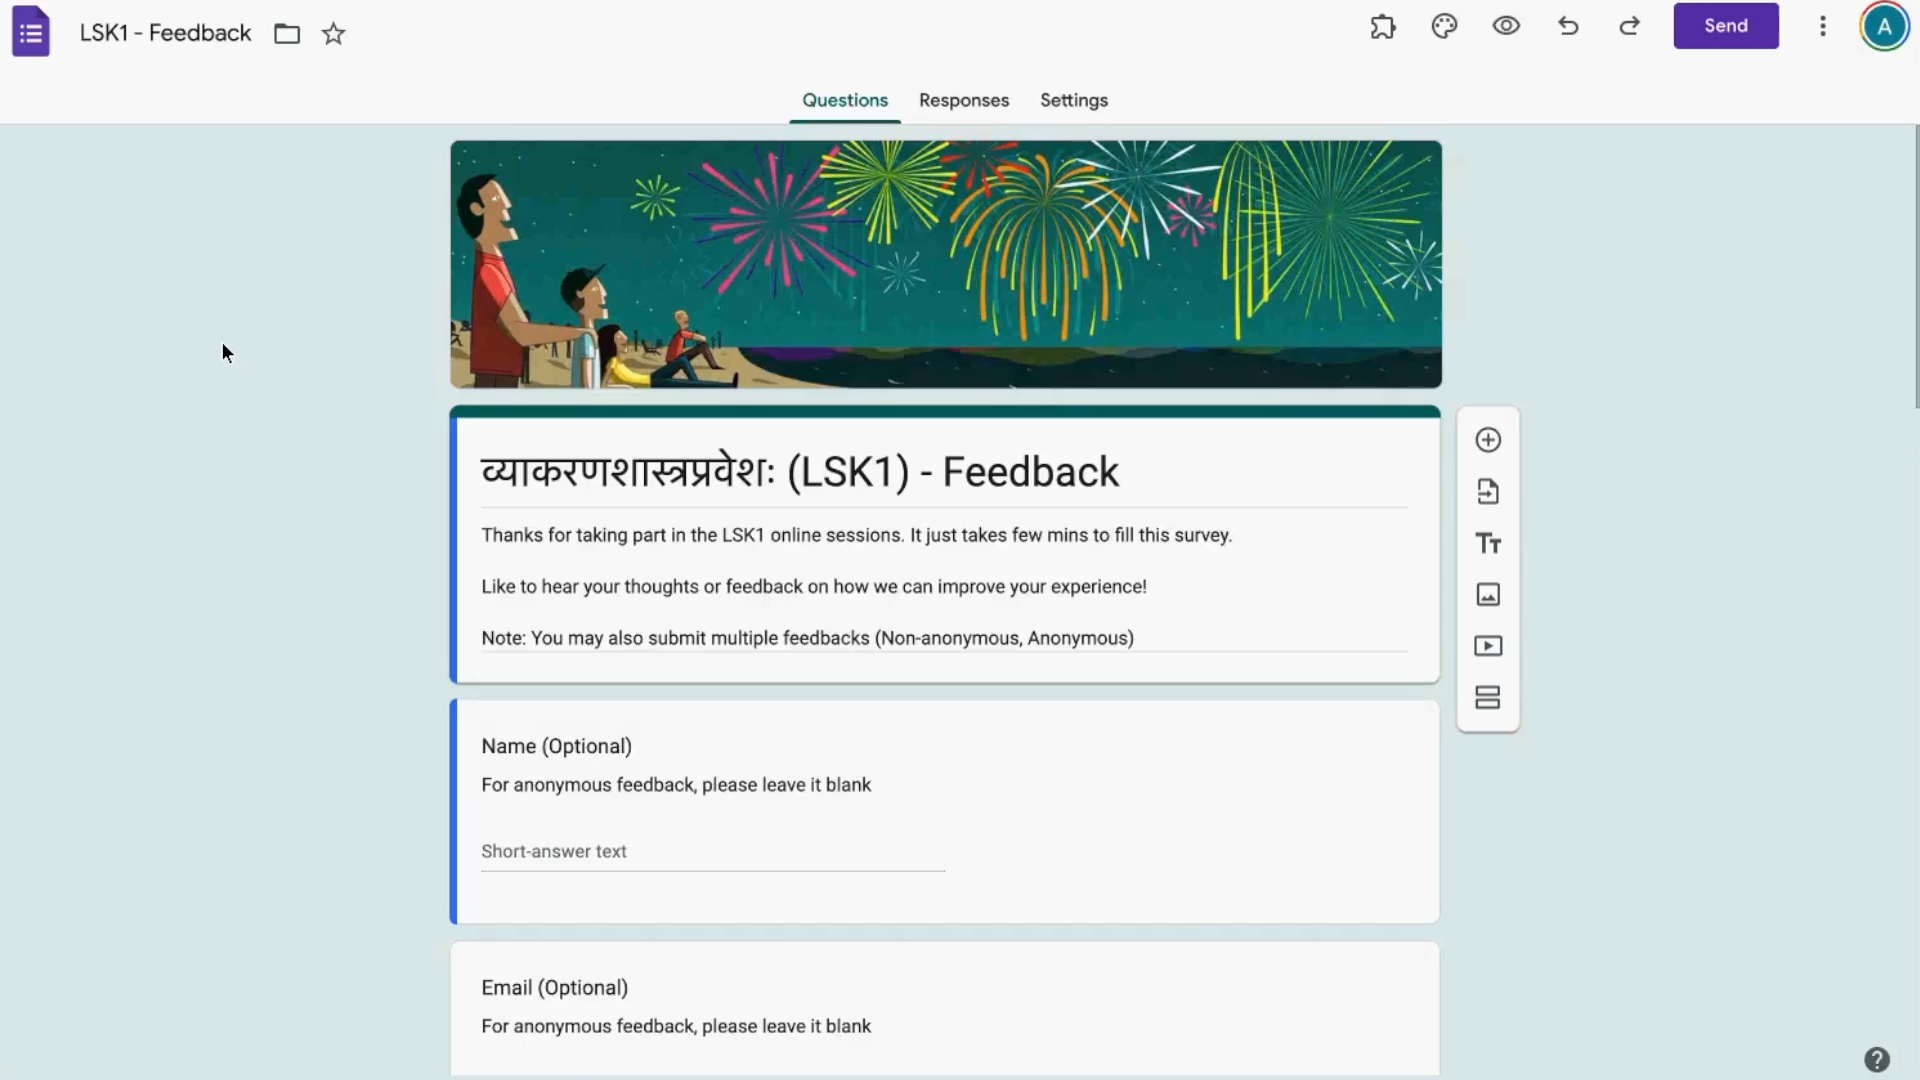 LSK1 - Feedback
Send
A
Questions Responses Settings
व्याकरणशास्त्रप्रवेशः (LSK1) - Feedback
Thanks for taking part in the LSK1 online sessions. It just takes few mins to fill this survey.
Like to hear your thoughts or feedback on how we can improve your experience!
Note: You may also submit multiple feedbacks (Non-anonymous, Anonymous)
Name (Optional)
For anonymous feedback, please leave it blank
Short-answer text
Email (Optional)
For anonymous feedback, please leave it blank